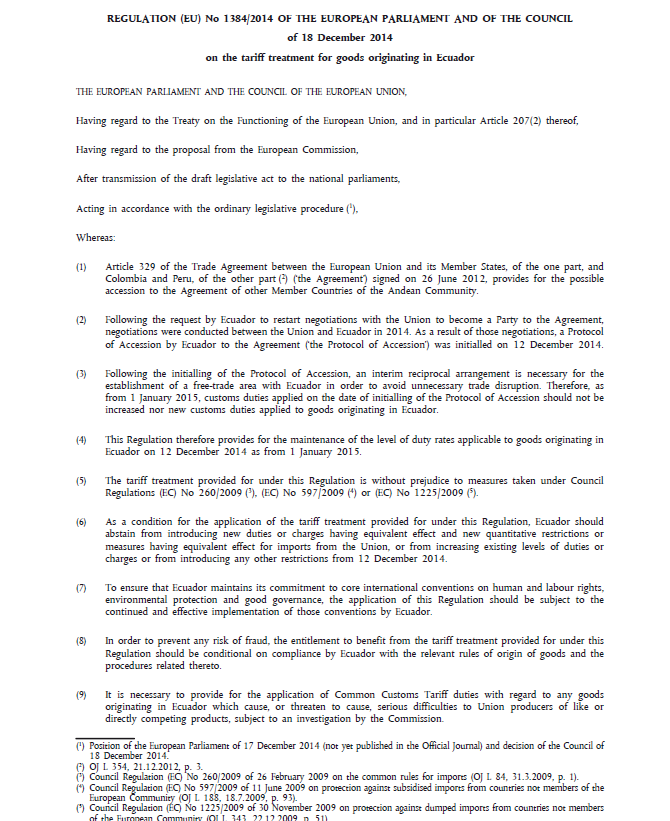 REGULATION (EU) No 1384/2014 OF THE EUROPEAN PARLIAMENT AND OF THE COUNCIL
of 18 December 2014
on the tariff treatment for goods originating in Ecuador
THE EUROPEAN PARLIAMENT AND THE COUNCIL OF THE EUROPEAN UNION,
Having regard to the Treaty on the Functioning of the European Union, and in particular Article 207(2) thereof,
Having regard to the proposal from the European Commission,
After transmission of the draft legislative act to the national parliaments,
Acting in accordance with the ordinary legislative procedure (¹),
Whereas:
(1) Article 329 of the Trade Agreement between the European Union and its Member States, of the one part, and
Colombia and Peru, of the other part (²) ('the Agreement') signed on 26 June 2012, provides for the possible
accession to the Agreement of other Member Countries of the Andean Community.
(2) Following the request by Ecuador to restart negotiations with the Union to become a Party to the Agreement,
negotiations were conducted between the Union and Ecuador in 2014. As a result of those negotiations, a Protocol
of Accession by Ecuador to the Agreement ('the Protocol of Accession') was initialled on 12 December 2014.
(3) Following the initialling of the Protocol of Accession, an interim reciprocal arrangement is necessary for the
establishment of a free-trade area with Ecuador in order to avoid unnecessary trade disruption. Therefore, as
from 1 January 2015, customs duties applied on the date of initialling of the Protocol of Accession should not be
increased nor new customs duties applied to goods originating in Ecuador.
(4) This Regulation therefore provides for the maintenance of the level of duty rates applicable to goods originating in
Ecuador on 12 December 2014 as from 1 January 2015.
(5) The tariff treatment provided for under this Regulation is without prejudice to measures taken under Council
Regulations (EC) No 260/2009 (³), (EC) No 597/2009 (⁴) or (EC) No 1225/2009 (⁵).
(6) As a condition for the application of the tariff treatment provided for under this Regulation, Ecuador should
abstain from introducing new duties or charges having equivalent effect and new quantitative restrictions or
measures having equivalent effect for imports from the Union, or from increasing existing levels of duties or
charges or from introducing any other restrictions from 12 December 2014.
(7) To ensure that Ecuador maintains its commitment to core international conventions on human and labour rights,
environmental protection and good governance, the application of this Regulation should be subject to the
continued and effective implementation of those conventions by Ecuador.
(8) In order to prevent any risk of fraud, the entitlement to benefit from the tariff treatment provided for under this
Regulation should be conditional on compliance by Ecuador with the relevant rules of origin of goods and the
procedures related thereto.
(9) It is necessary to provide for the application of Common Customs Tariff duties with regard to any goods
originating in Ecuador which cause, or threaten to cause, serious difficulties to Union producers of like or
directly competing products, subject to an investigation by the Commission.
(¹) Position of the European Parliament of 17 December 2014 (not yet published in the Official Journal) and decision of the Council of
18 December 2014.
(²) OJ L 354, 21.12.2012, p. 3.
(³) Council Regulation (EC) No 260/2009 of 26 February 2009 on the common rules for imports (OJ L 84, 31.3.2009, p. 1).
(⁴) Council Regulation (EC) No 597/2009 of 11 June 2009 on protection against subsidised imports from countries not members of the
European Community (OJ L 188, 18.7.2009, p. 93).
(⁵) Council Regulation (EC) No 1225/2009 of 30 November 2009 on protection against dumped imports from countries not members
of the European Community (OJ L 343, 22.12.2009, p. 51)